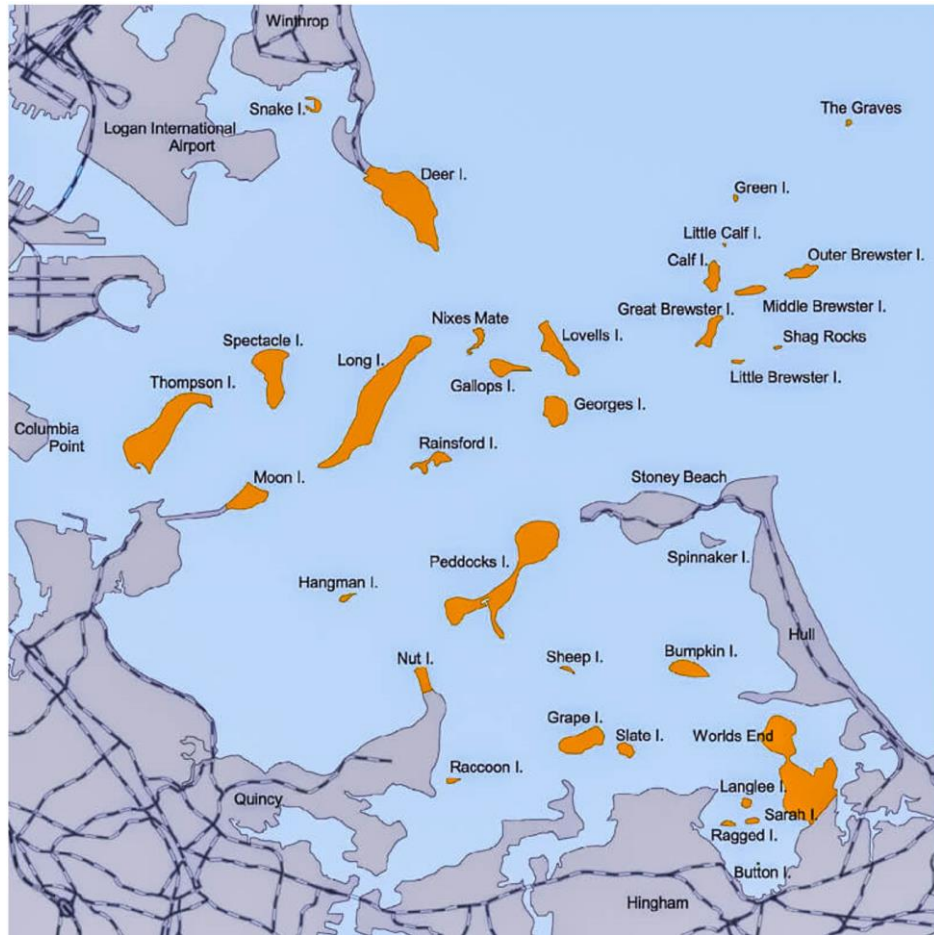 Winthrop
Snake I.
The Graves
Logan International
Airport
Deer I.
Green I.
Little Calf I.
Calf I.
Outer Brewster I.
Middle Brewster I.
Great Brewster I.
Nixes Mate
Lovells I.
Shag Rocks
Spectacle I.
Long I.
Gallops I.
Little Brewster I.
Thompson I.
Georges I.
Columbia
Point
Rainsford I.
Moon I.
Stoney Beach
Peddocks I.
Spinnaker I.
Hangman I.
Hull
Nut I.
Sheep I.
Bumpkin I.
Grape I.
Slate I.
Worlds End
Raccoon I.
Langlee I.
Quincy
Sarah I.
Ragged I.
Button I.
Hingham